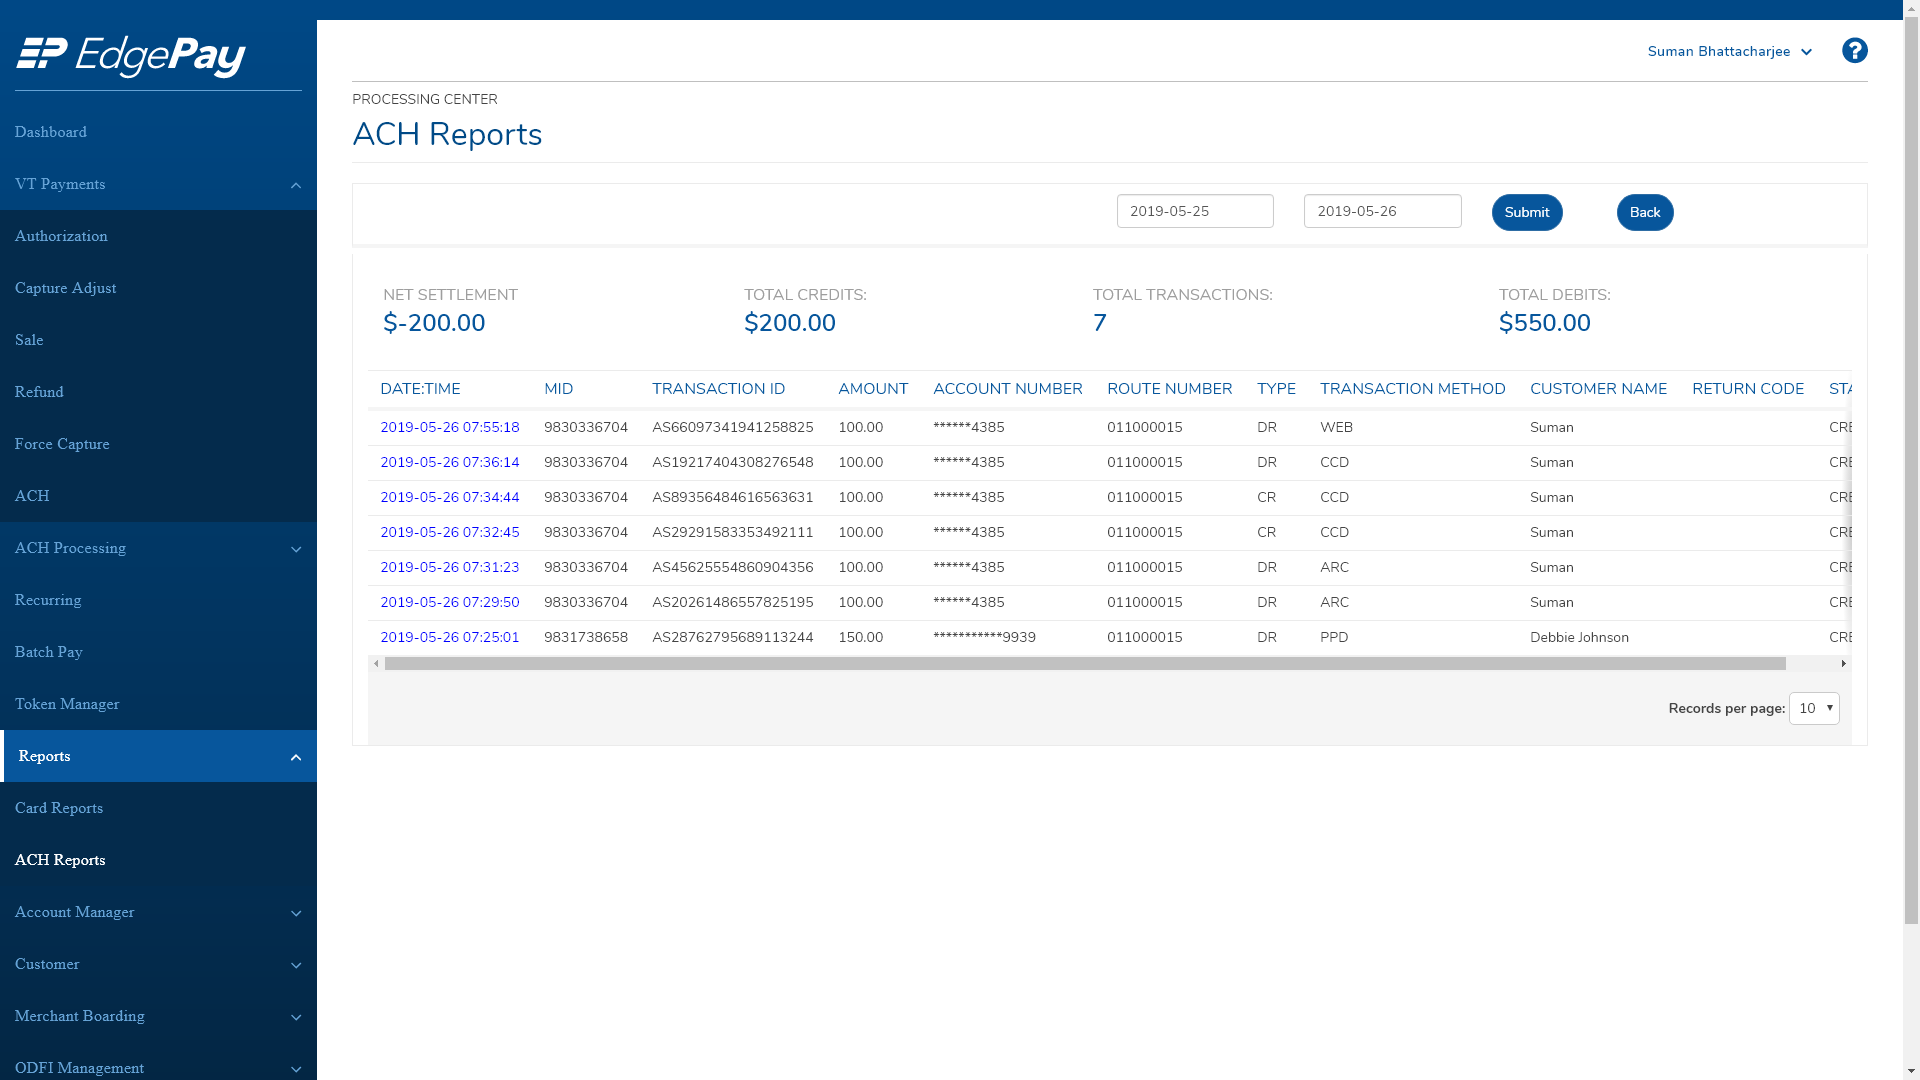 EdgePay
Suman Bhattacharjee
?
PROCESSING CENTER
ACH Reports
Dashboard
VT Payments
Authorization
Capture Adjust
Sale
Refund
Force Capture
ACH
ACH Processing
Recurring
Batch Pay
Token Manager
Reports
Card Reports
ACH Reports
Account Manager
Customer
Merchant Boarding
ODFI Management
2019-05-25 2019-05-26 Submit Back
NET SETTLEMENT TOTAL CREDITS: TOTAL TRANSACTIONS: TOTAL DEBITS:
$-200.00 $200.00 7 $550.00
DATE:TIME MID TRANSACTION ID AMOUNT ACCOUNT NUMBER ROUTE NUMBER TYPE TRANSACTION METHOD CUSTOMER NAME RETURN CODE STA
2019-05-26 07:55:18 9830336704 AS66097341941258825 100.00 ******4385 011000015 DR WEB Suman CRE
2019-05-26 07:36:14 9830336704 AS19217404308276548 100.00 ******4385 011000015 DR CCD Suman CRE
2019-05-26 07:34:44 9830336704 AS89356484616563631 100.00 ******4385 011000015 CR CCD Suman CRE
2019-05-26 07:32:45 9830336704 AS29291583353492111 100.00 ******4385 011000015 CR CCD Suman CRE
2019-05-26 07:31:23 9830336704 AS45625554860904356 100.00 ******4385 011000015 DR ARC Suman CRE
2019-05-26 07:29:50 9830336704 AS20261486557825195 100.00 ******4385 011000015 DR ARC Suman CRE
2019-05-26 07:25:01 9831738658 AS28762795689113244 150.00 ***********9939 011000015 DR PPD Debbie Johnson CRE
Records per page: 10